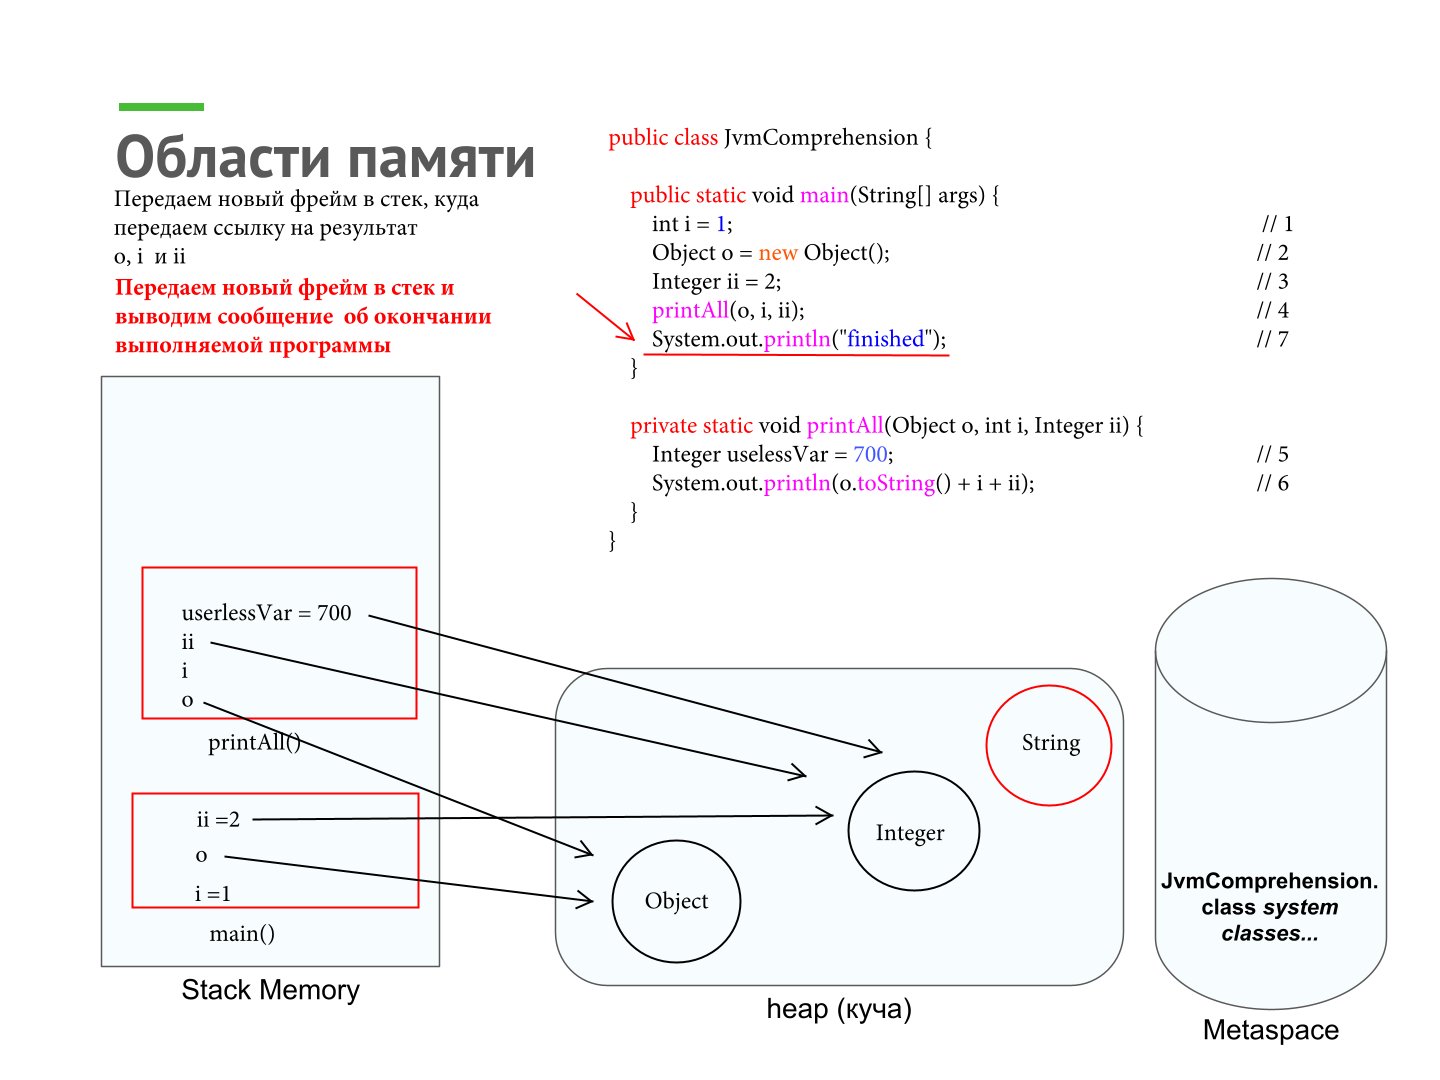 Области памяти
Передаем новый фрейм в стек, куда
передаем ссылку на результат
o, i и ii
Передаем новый фрейм в стек и
выводим сообщение об окончании
выполняемой программы
public class JvmComprehension {
public static void main(String[] args) {
int i = 1; // 1
Object o = new Object(); // 2
Integer ii = 2; // 3
printAll(o, i, ii); // 4
System.out.println("finished"); // 7
}
private static void printAll(Object o, int i, Integer ii) {
Integer uselessVar = 700; // 5
System.out.println(o.toString() + i + ii); // 6
}
}
userlessVar = 700
ii
i
o
printAll()
ii =2
o
i =1
main()
Stack Memory
Object
Integer
String
heap (куча)
JvmComprehension.
class system
classes...
Metaspace